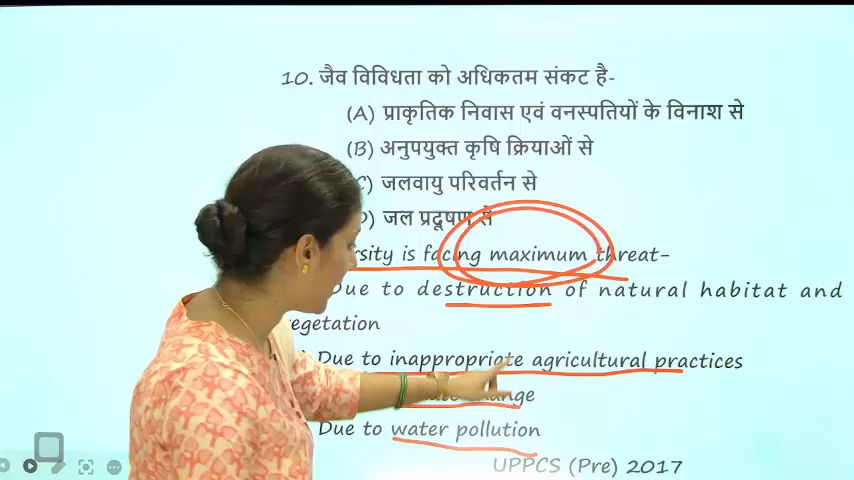 10. जैव विविधता को अधिकतम संकट है-
(A) प्राकृतिक निवास एवं वनस्पतियों के विनाश से
(B) अनुपयुक्त कृषि क्रियाओं से
C) जलवायु परिवर्तन से
D) जल प्रदूषण से
rsity is facing maximum threat-
Due to destruction of natural habitat and
vegetation
Due to inappropriate agricultural practices
change
Due to water pollution
UPPCS (Pre) 2017